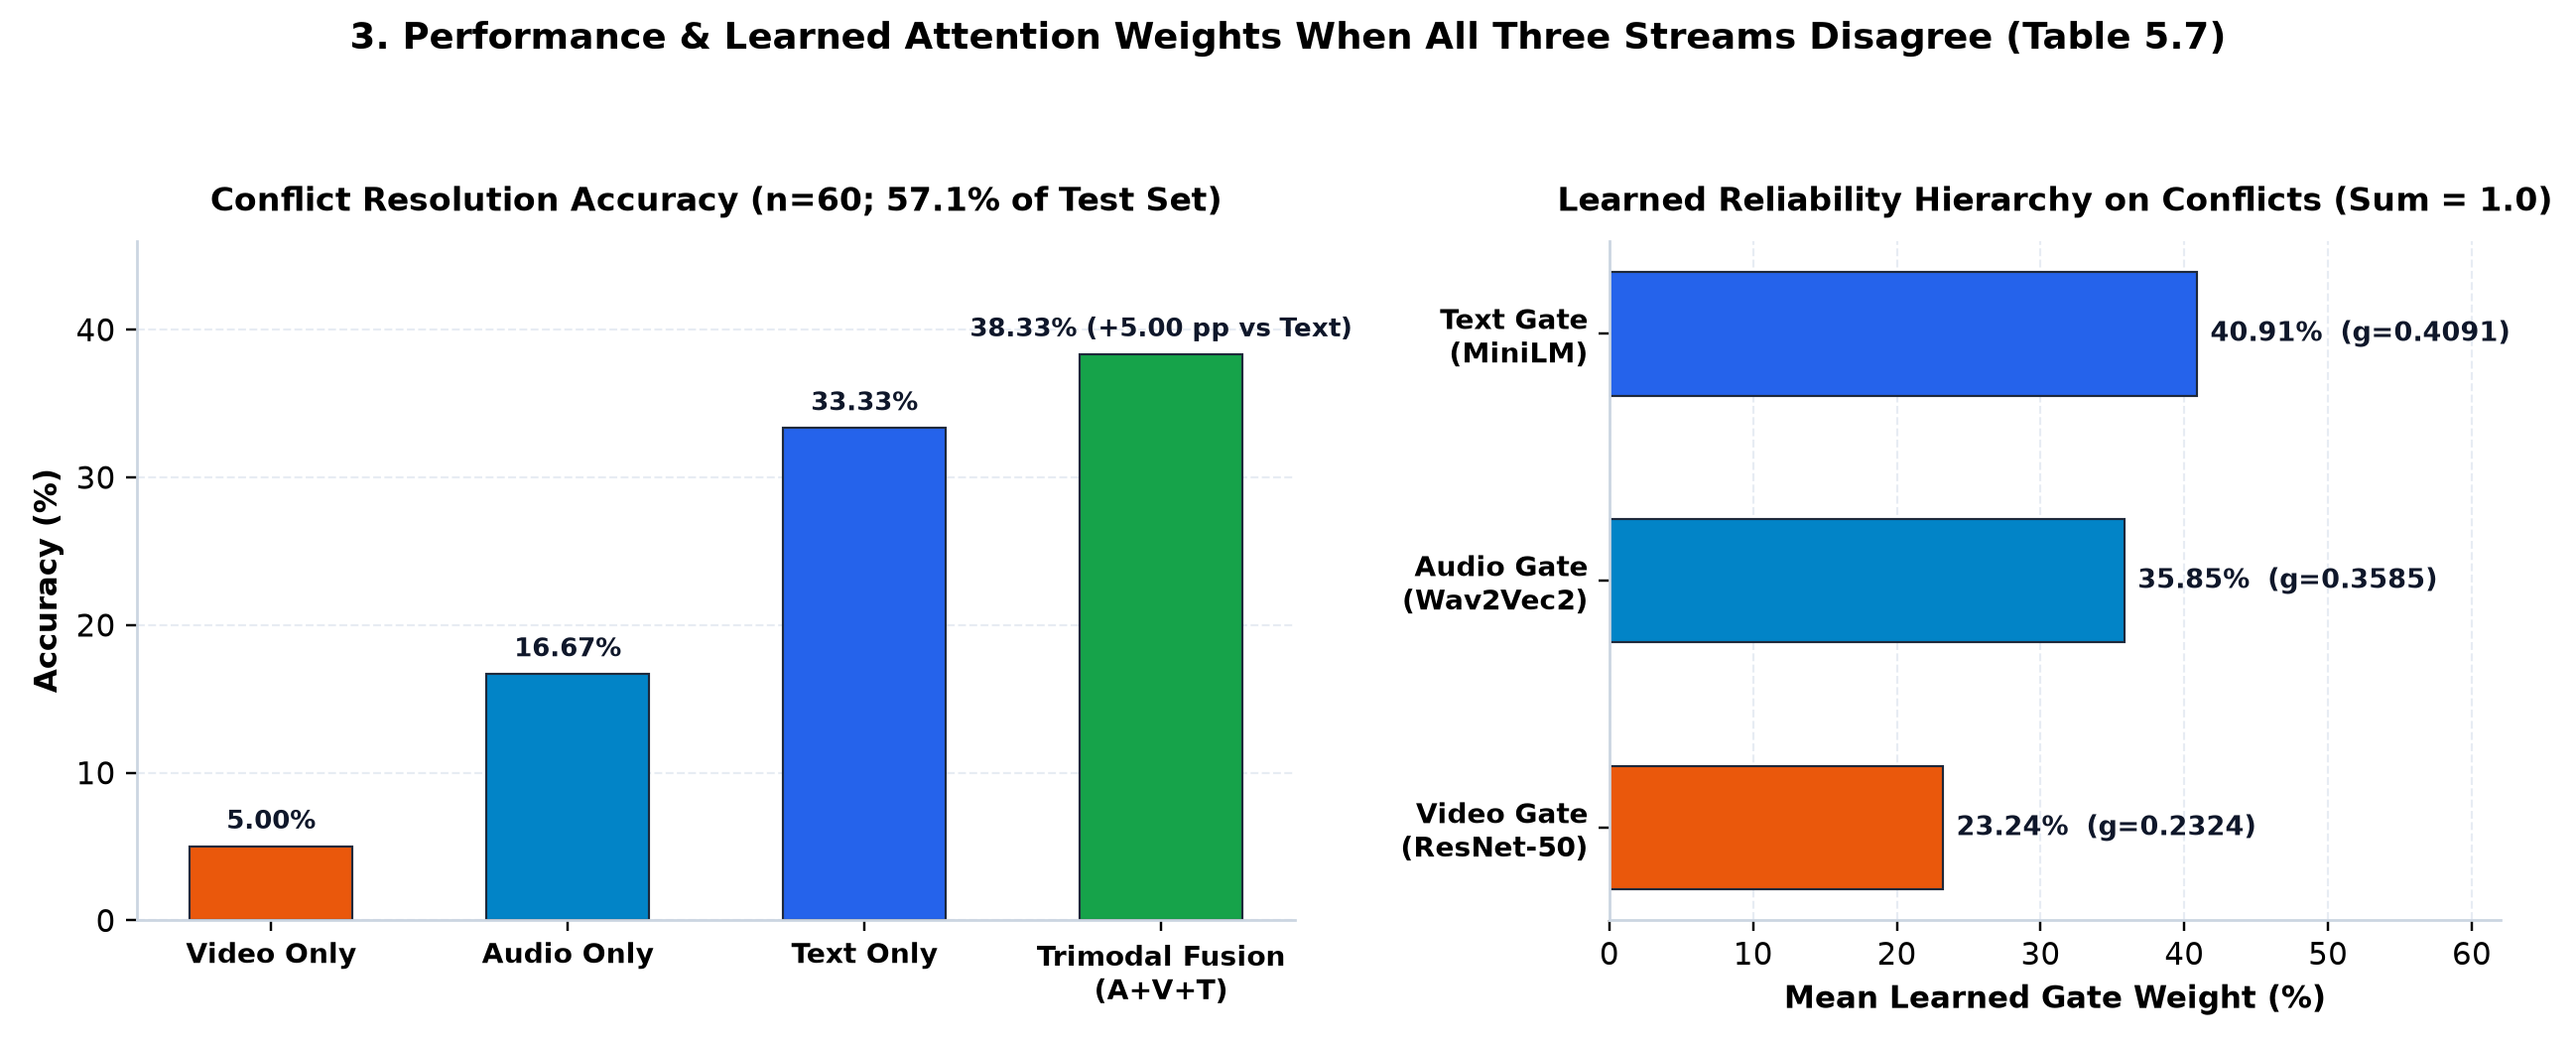 3. Performance & Learned Attention Weights When All Three Streams Disagree (Table 5.7)
Conflict Resolution Accuracy (n=60; 57.1% of Test Set)
Accuracy (%)
40
30
20
10
0
5.00%
16.67%
33.33%
38.33% (+5.00 pp vs Text)
Video Only
Audio Only
Text Only
Trimodal Fusion
(A+V+T)
Learned Reliability Hierarchy on Conflicts (Sum = 1.0)
Text Gate
(MiniLM)
40.91%  (g=0.4091)
Audio Gate
(Wav2Vec2)
35.85%  (g=0.3585)
Video Gate
(ResNet-50)
23.24%  (g=0.2324)
0
10
20
30
40
50
60
Mean Learned Gate Weight (%)